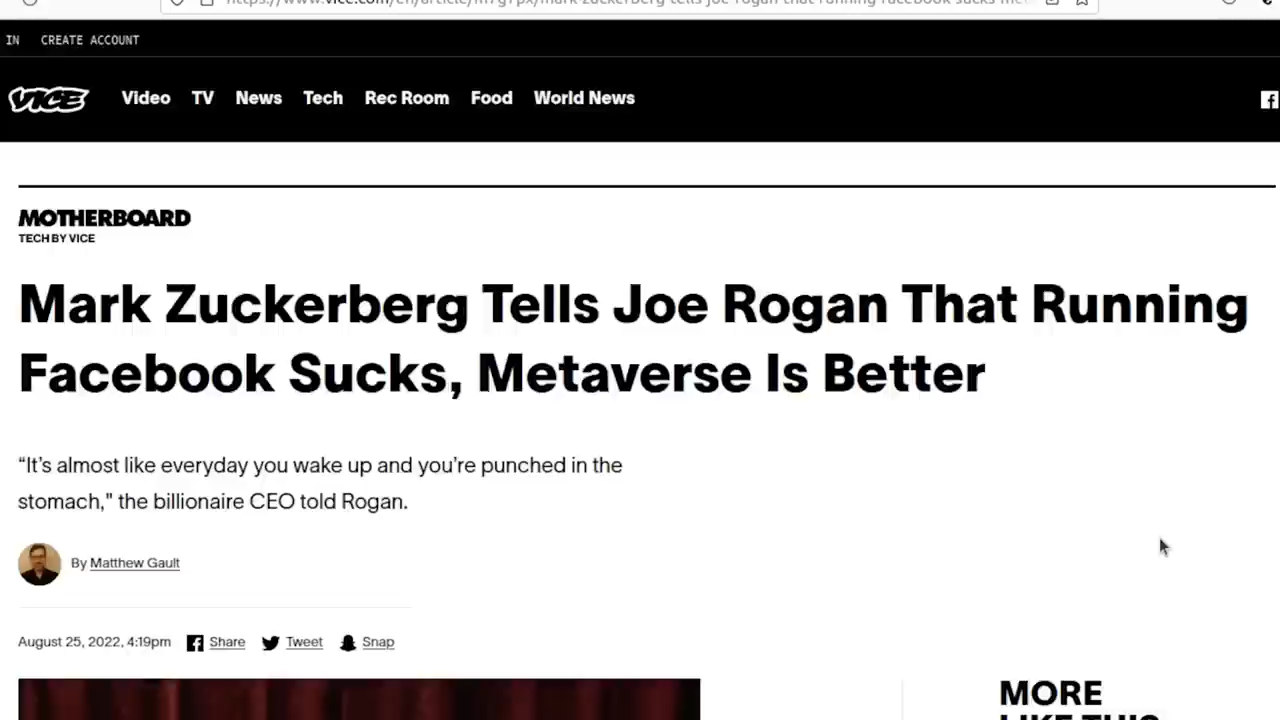 IN CREATE ACCOUNT
VICE Video TV News Tech Rec Room Food World News
MOTHERBOARD
TECH BY VICE
Mark Zuckerberg Tells Joe Rogan That Running
Facebook Sucks, Metaverse Is Better
“It’s almost like everyday you wake up and you’re punched in the
stomach," the billionaire CEO told Rogan.
By Matthew Gault
August 25, 2022, 4:19pm Share Tweet Snap
MORE
LIKE THIS